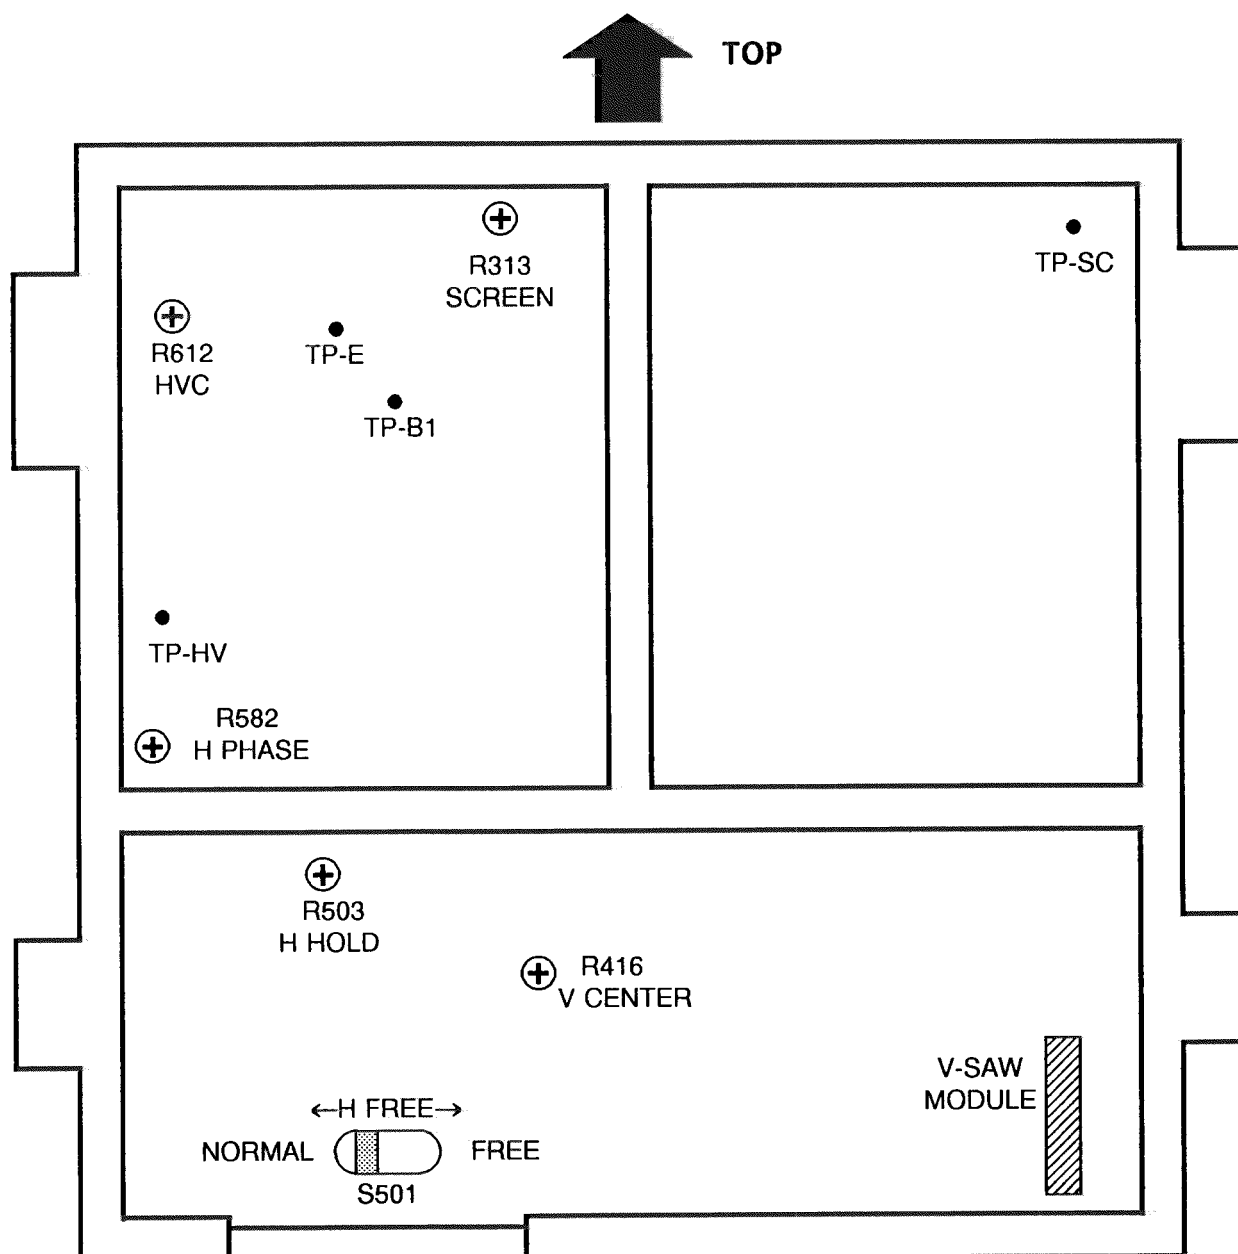 TOP
R313
SCREEN
TP-SC
R612
HVC
TP-E
TP-B1
TP-HV
R582
H PHASE
R503
H HOLD
R416
V CENTER
V-SAW
MODULE
←H FREE→
NORMAL
FREE
S501